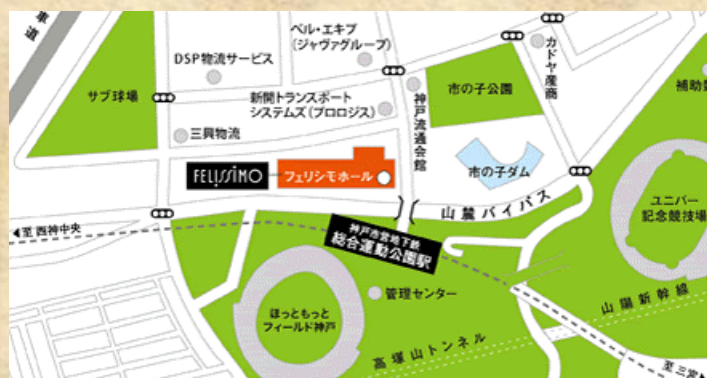 車道
ベル・エキプ
(ジャヴァグループ)
DSP物流サービス
カドヤ産商
サブ球場
新開トランスポート
システムズ(プロロジス)
神戸流通会館
市の子公園
補助
三興物流
FELISSIMO
フェリシモホール
市の子ダム
山麓バイパス
ユニバー
記念競技場
◀至 西神中央
神戸市営地下鉄
総合運動公園駅
管理センター
ほっともっと
フィールド神戸
山陽新幹線
高塚山トンネル
至 三宮▶